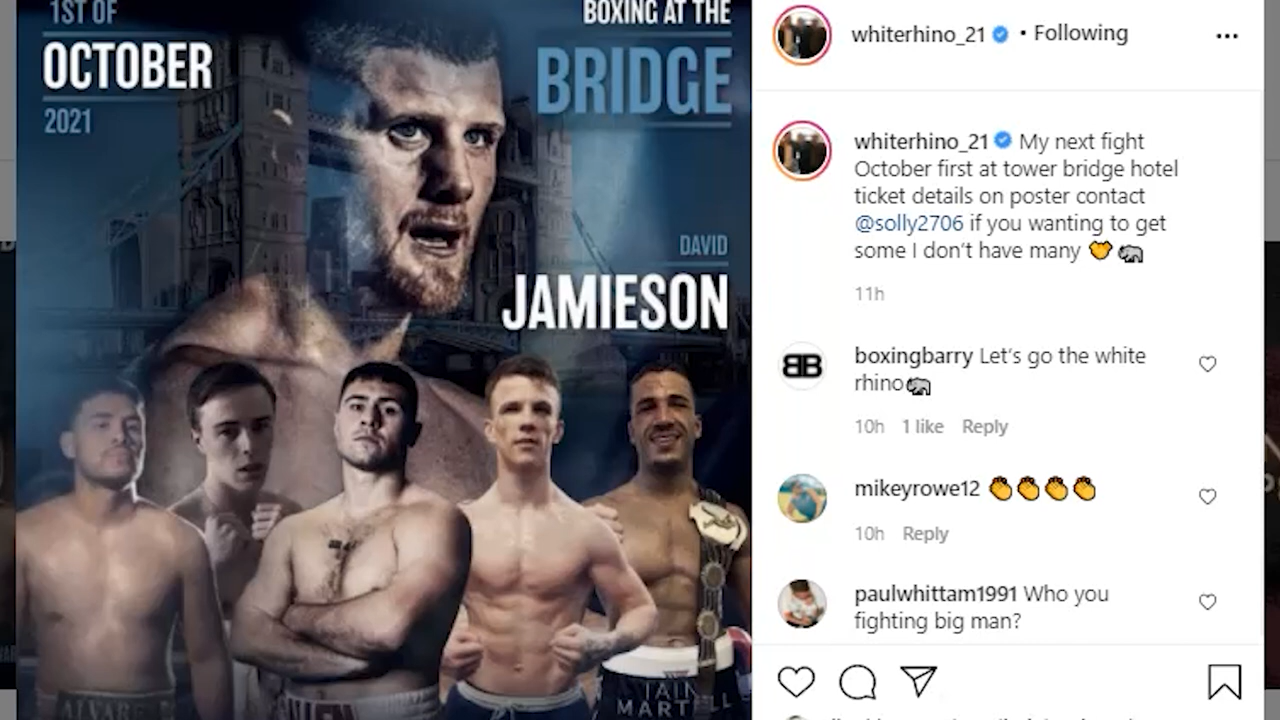 1ST OF
OCTOBER
2021
BOXING AT THE
BRIDGE
DAVID
JAMIESON
IAIN
whiterhino_21 • Following
whiterhino_21 My next fight
October first at tower bridge hotel
ticket details on poster contact
@solly2706 if you wanting to get
some I don't have many
11h
BB
boxingbarry Let's go the white
rhino
10h 1 like Reply
mikeyrowe12
10h Reply
paulwhittam1991 Who you
fighting big man?